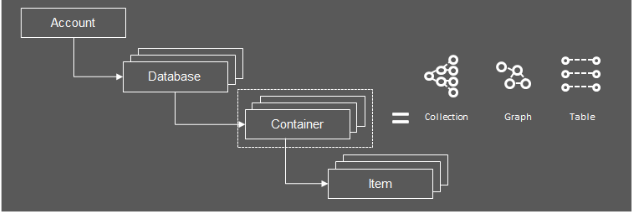 Account
Database
Container
=
Collection
Graph
Table
Item